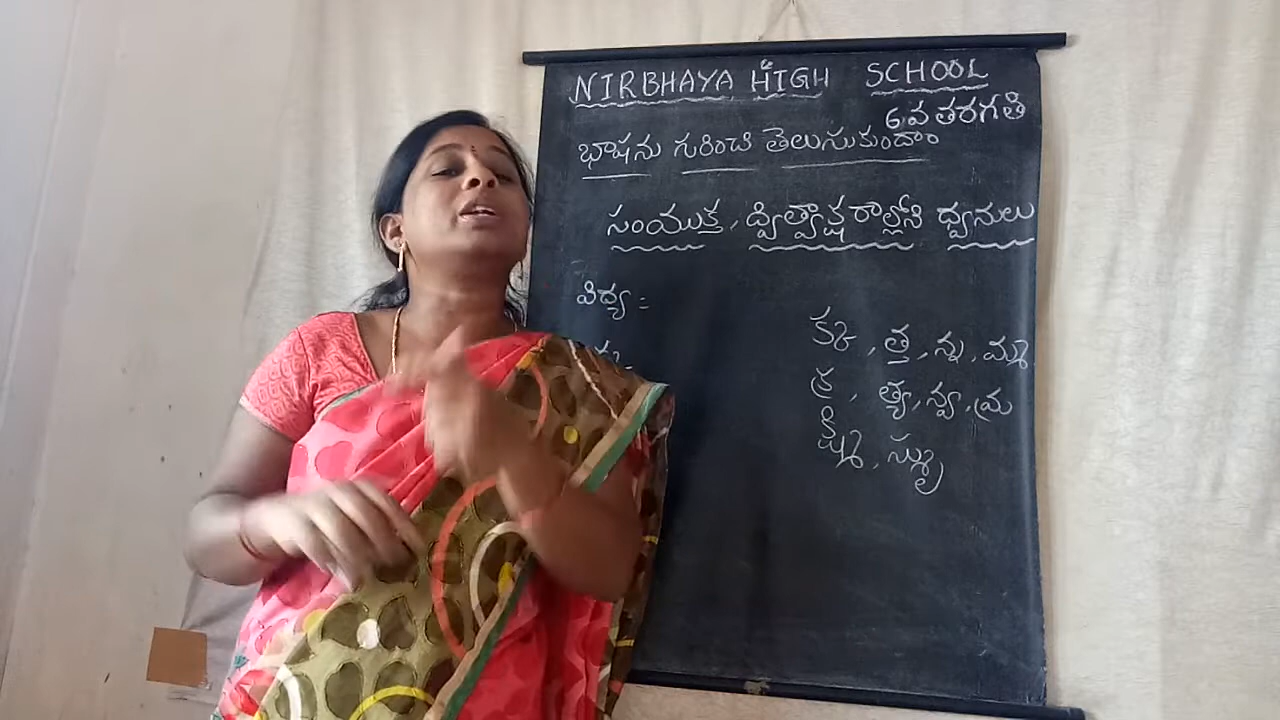 NIRBHAYA HIGH SCHOOL
6వ తరగతి
భాషను గురించి తెలుసుకుందాం
సంయుక్త, ద్విత్వాక్షరాల్లోని ధ్వనులు
విద్య =
క్క, త్త, న్న, మ్మ
క్ర, త్య, న్వ, మ్ర